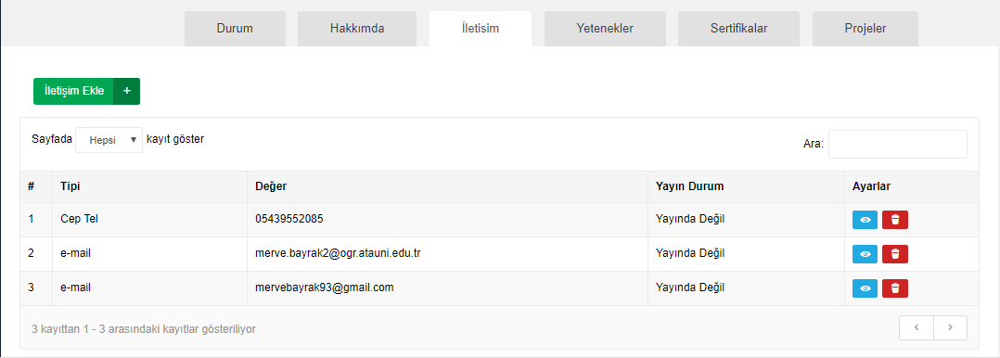 Durum Hakkımda İletisim Yetenekler Sertifikalar Projeler
İletişim Ekle +
Sayfada Hepsi ▼ kayıt göster Ara:
# Tipi Değer Yayın Durum Ayarlar
1 Cep Tel 05439552085 Yayında Değil
2 e-mail merve.bayrak2@ogr.atauni.edu.tr Yayında Değil
3 e-mail mervebayrak93@gmail.com Yayında Değil
3 kayıttan 1 - 3 arasındaki kayıtlar gösteriliyor ‹ ›